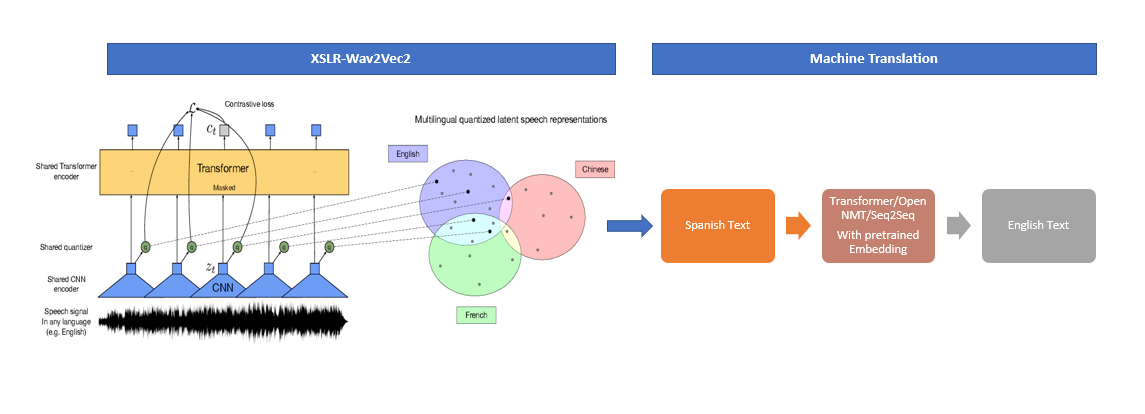 XSLR-Wav2Vec2
Machine Translation
ℒ
Contrastive loss
c_t
Shared Transformer
encoder
Transformer
Masked
Shared quantizer
q q q q q
z_t
Shared CNN
encoder
CNN
Speech signal
In any language
(e.g. English)
Multilingual quantized latent speech representations
English
Chinese
French
Spanish Text
Transformer/Open
NMT/Seq2Seq
With pretrained
Embedding
English Text